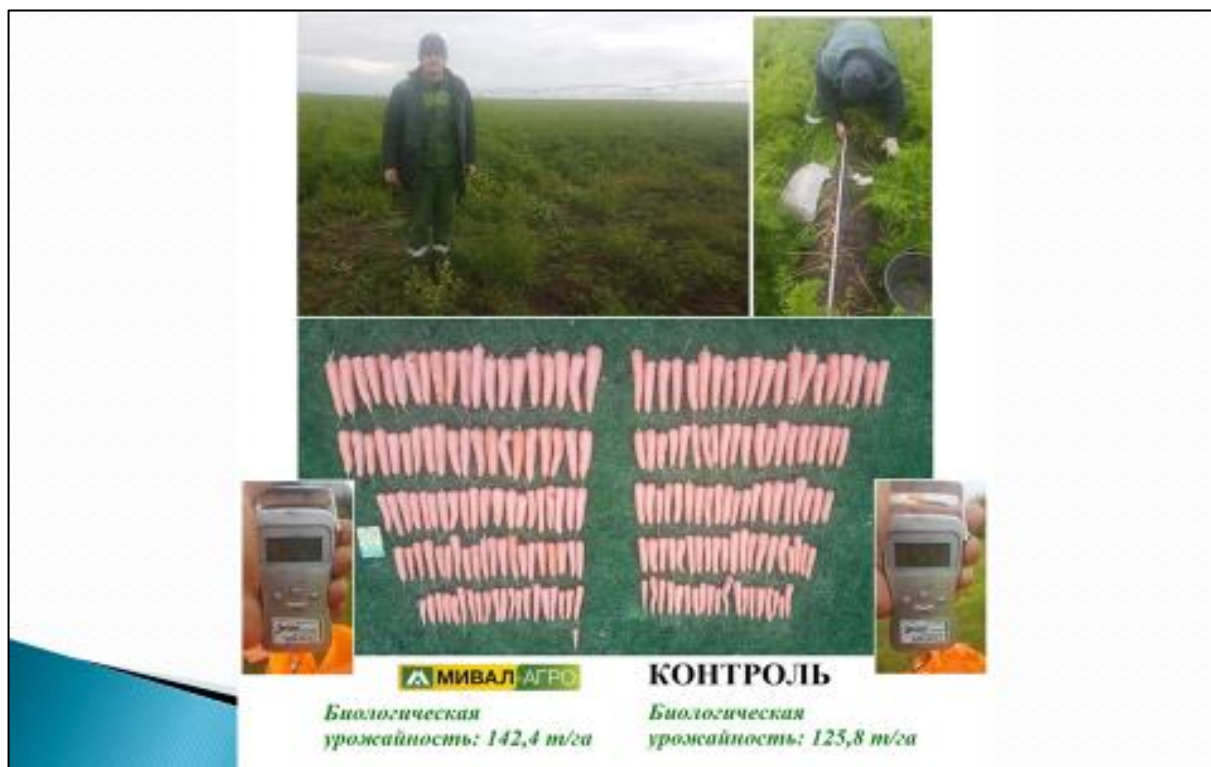 МИВАЛ-АГРО
КОНТРОЛЬ
Биологическая
урожайность: 142,4 т/га
Биологическая
урожайность: 125,8 т/га